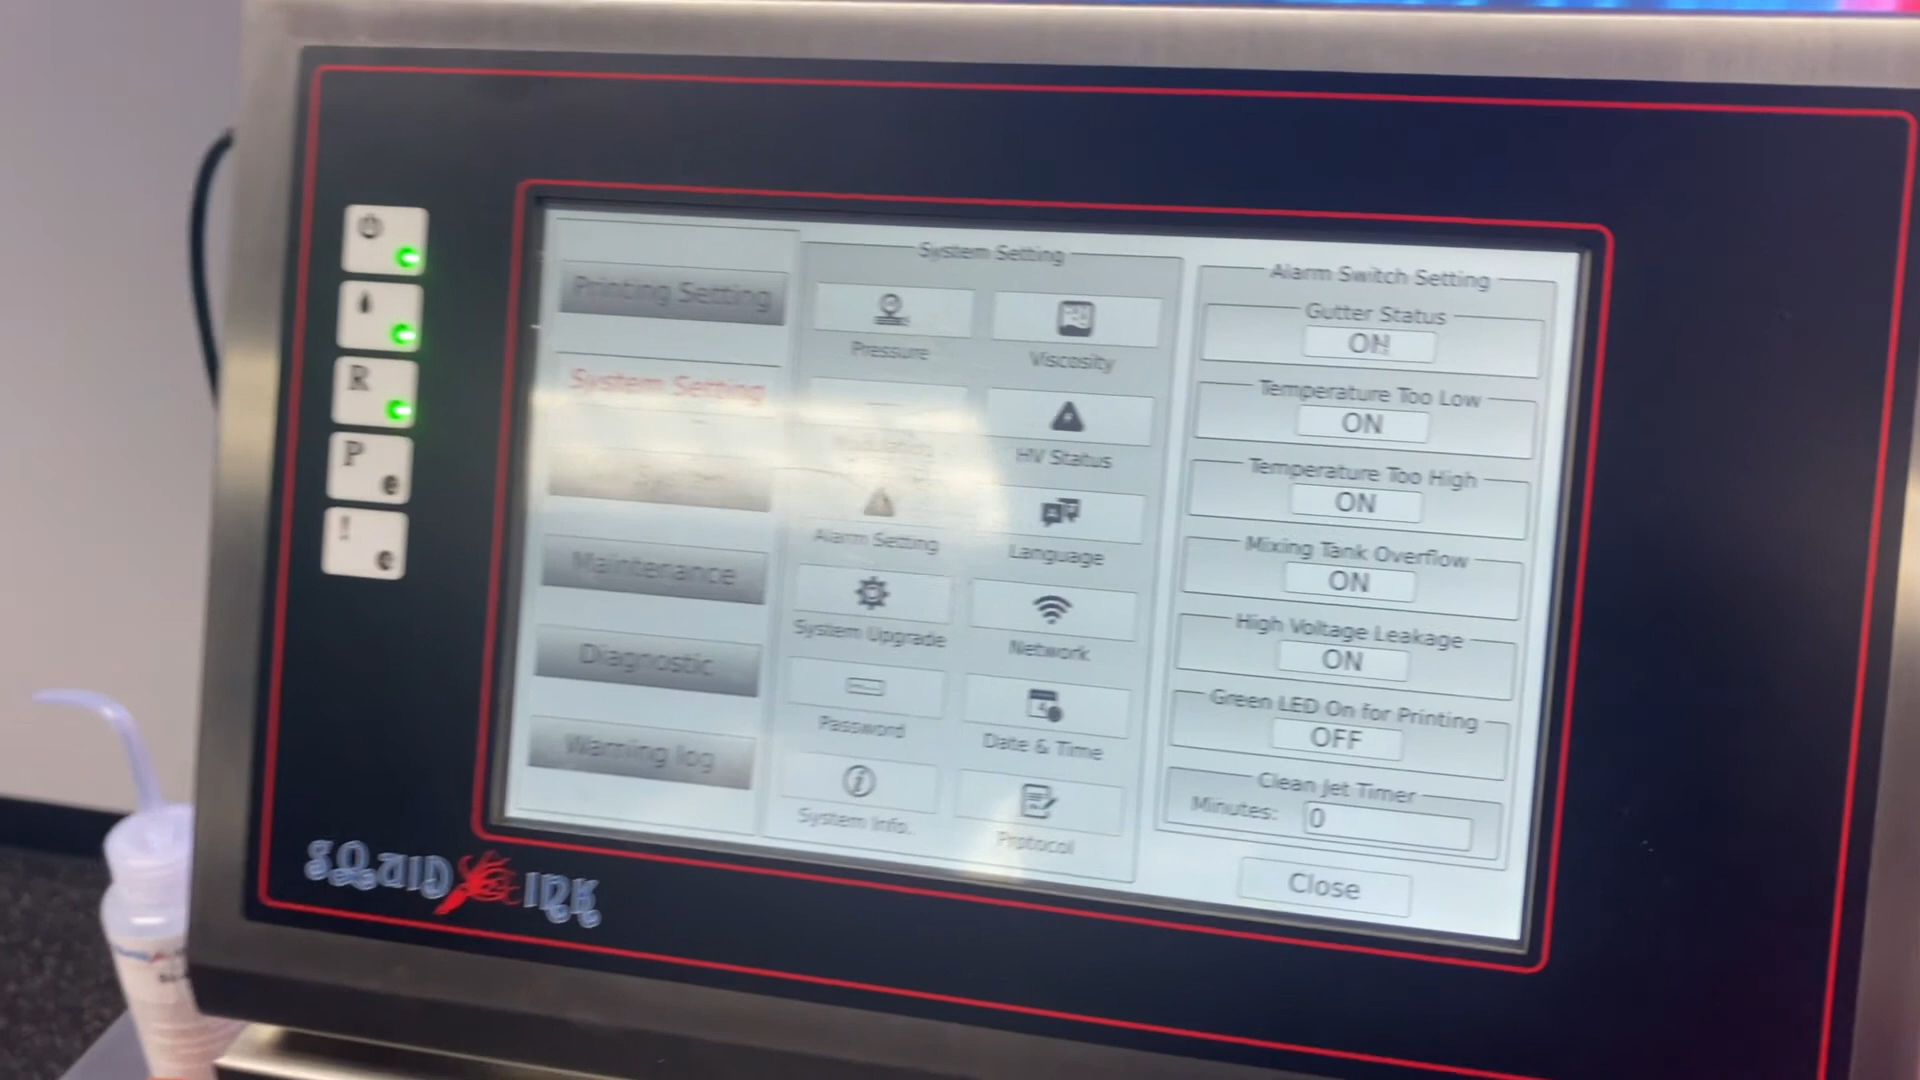 R
P
!
Printing Setting
System Setting
System
Maintenance
Diagnostic
Warning log
System Setting
Pressure
Viscosity
Modulation
HV Status
Alarm Setting
Language
System Upgrade
Network
Password
Date & Time
System Info.
Protocol
Alarm Switch Setting
Gutter Status
ON
Temperature Too Low
ON
Temperature Too High
ON
Mixing Tank Overflow
ON
High Voltage Leakage
ON
Green LED On for Printing
OFF
Clean Jet Timer
Minutes: 0
Close
SQUID INK